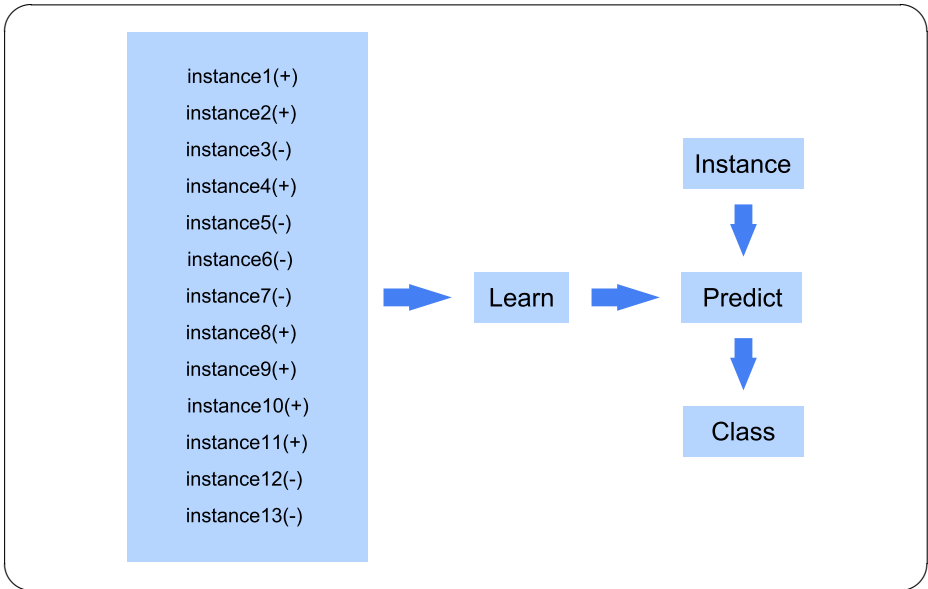 instance1(+)
instance2(+)
instance3(-)
instance4(+)
instance5(-)
instance6(-)
instance7(-)
instance8(+)
instance9(+)
instance10(+)
instance11(+)
instance12(-)
instance13(-)
Learn
Instance
Predict
Class